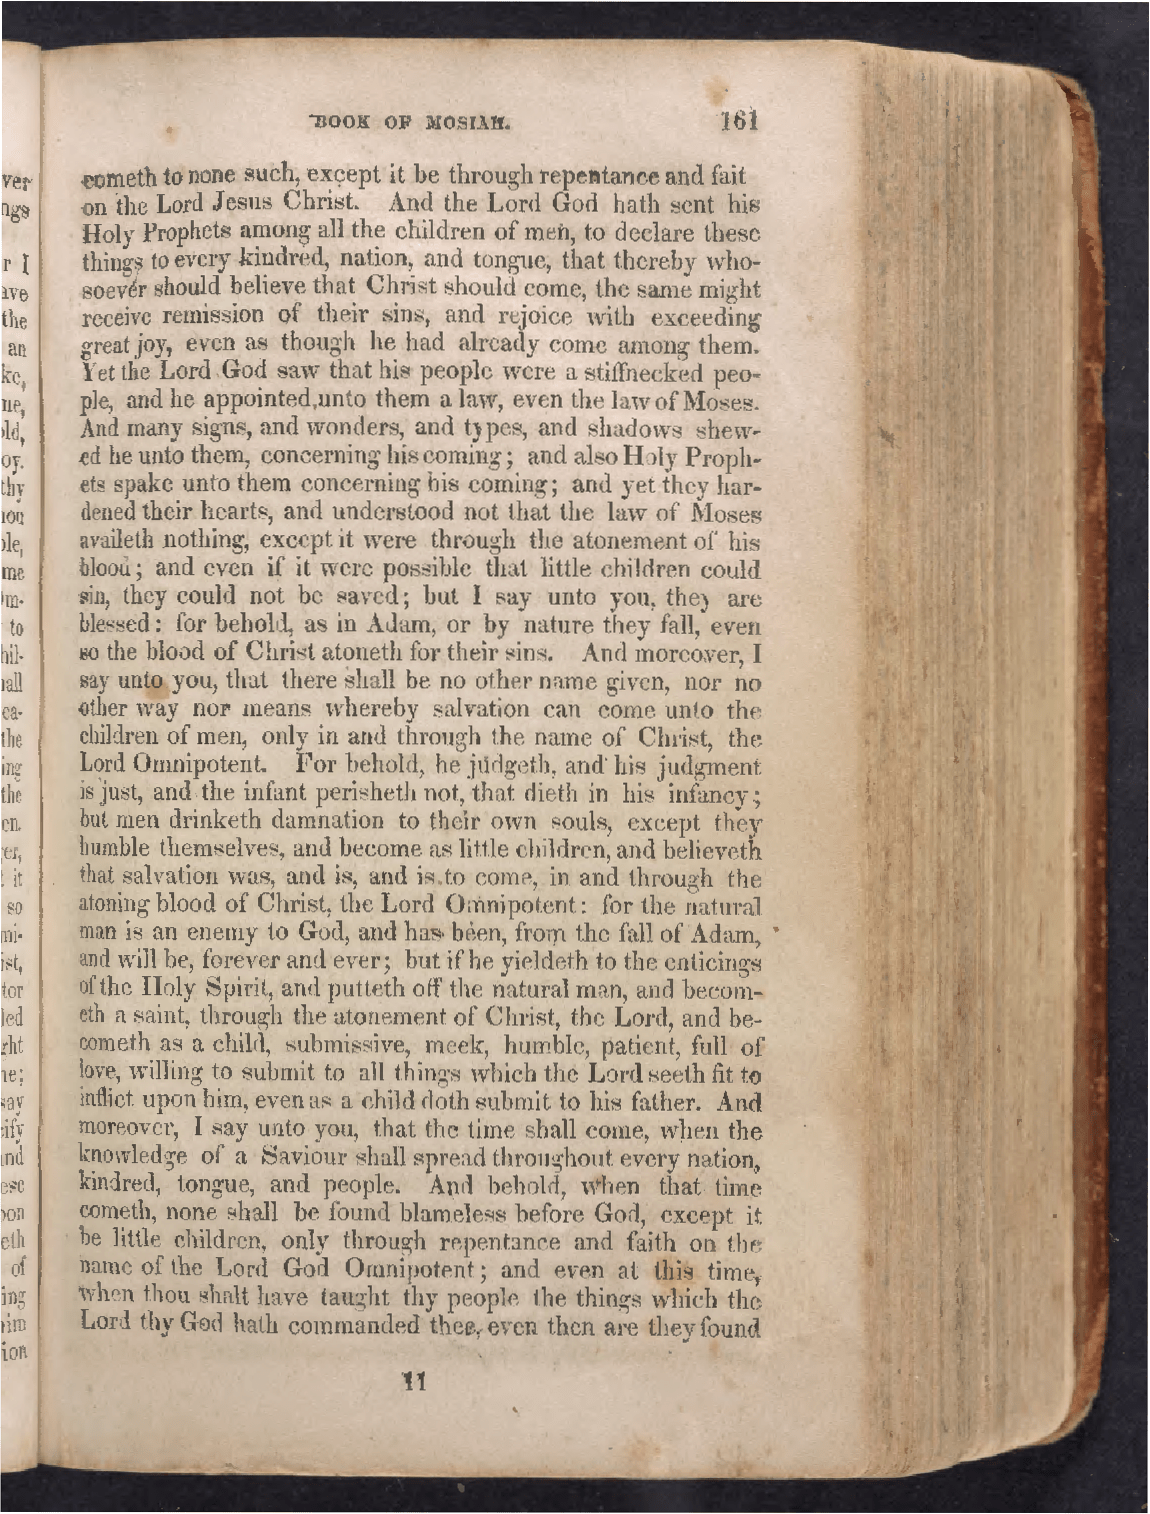 BOOK OF MOSIAH. 161
cometh to none such, except it be through repentance and fait
on the Lord Jesus Christ. And the Lord God hath sent his
Holy Prophets among all the children of men, to declare these
things to every kindred, nation, and tongue, that thereby who-
soever should believe that Christ should come, the same might
receive remission of their sins, and rejoice with exceeding
great joy, even as though he had already come among them.
Yet the Lord God saw that his people were a stiffnecked peo-
ple, and he appointed unto them a law, even the law of Moses.
And many signs, and wonders, and types, and shadows shew-
ed he unto them, concerning his coming; and also Holy Proph-
ets spake unto them concerning his coming; and yet they har-
dened their hearts, and understood not that the law of Moses
availeth nothing, except it were through the atonement of his
blood; and even if it were possible that little children could
sin, they could not be saved; but I say unto you, they are
blessed: for behold, as in Adam, or by nature they fall, even
so the blood of Christ atoneth for their sins. And moreover, I
say unto you, that there shall be no other name given, nor no
other way nor means whereby salvation can come unto the
children of men, only in and through the name of Christ, the
Lord Omnipotent. For behold, he judgeth, and his judgment
is just, and the infant perisheth not, that dieth in his infancy;
but men drinketh damnation to their own souls, except they
humble themselves, and become as little children, and believeth
that salvation was, and is, and is to come, in and through the
atoning blood of Christ, the Lord Omnipotent: for the natural
man is an enemy to God, and has been, from the fall of Adam,
and will be, forever and ever; but if he yieldeth to the enticings
of the Holy Spirit, and putteth off the natural man, and becom-
eth a saint, through the atonement of Christ, the Lord, and be-
cometh as a child, submissive, meek, humble, patient, full of
love, willing to submit to all things which the Lord seeth fit to
inflict upon him, even as a child doth submit to his father. And
moreover, I say unto you, that the time shall come, when the
knowledge of a Saviour shall spread throughout every nation,
kindred, tongue, and people. And behold, when that time
cometh, none shall be found blameless before God, except it
be little children, only through repentance and faith on the
name of the Lord God Omnipotent; and even at this time,
when thou shalt have taught thy people the things which the
Lord thy God hath commanded thee, even then are they found
11